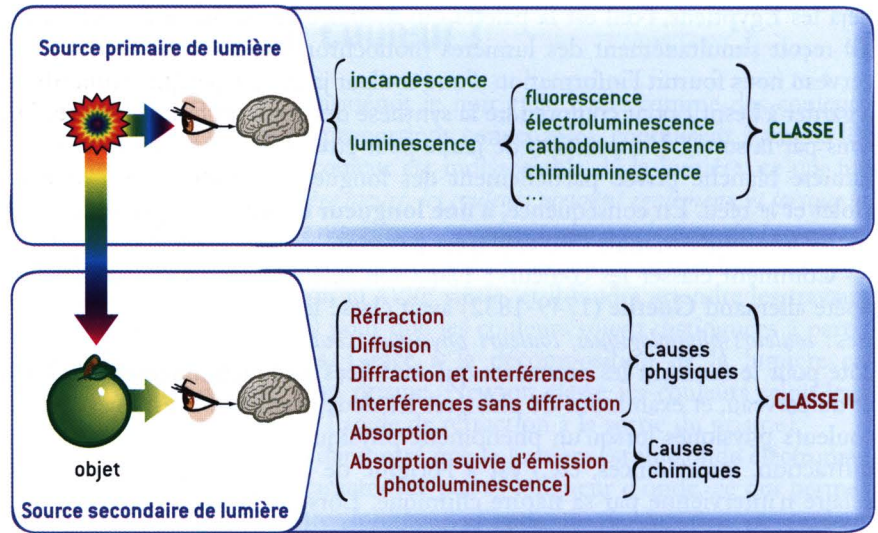 Source primaire de lumière
incandescence
luminescence
fluorescence
électroluminescence
cathodoluminescence
chimiluminescence
...
CLASSE I
objet
Source secondaire de lumière
Réfraction
Diffusion
Diffraction et interférences
Interférences sans diffraction
Absorption
Absorption suivie d'émission
(photoluminescence)
Causes
physiques
Causes
chimiques
CLASSE II